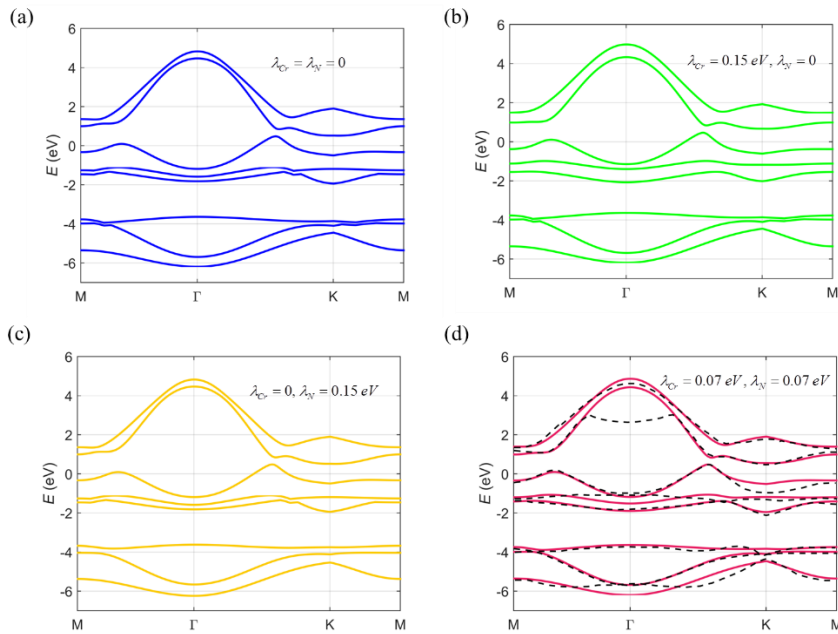 (a)
6
4
2
0
-2
-4
-6
E (eV)
λCr = λN = 0
M
Γ
K
M
(b)
6
4
2
0
-2
-4
-6
E (eV)
λCr = 0.15 eV, λN = 0
M
Γ
K
M
(c)
6
4
2
0
-2
-4
-6
E (eV)
λCr = 0, λN = 0.15 eV
M
Γ
K
M
(d)
6
4
2
0
-2
-4
-6
E (eV)
λCr = 0.07 eV, λN = 0.07 eV
M
Γ
K
M